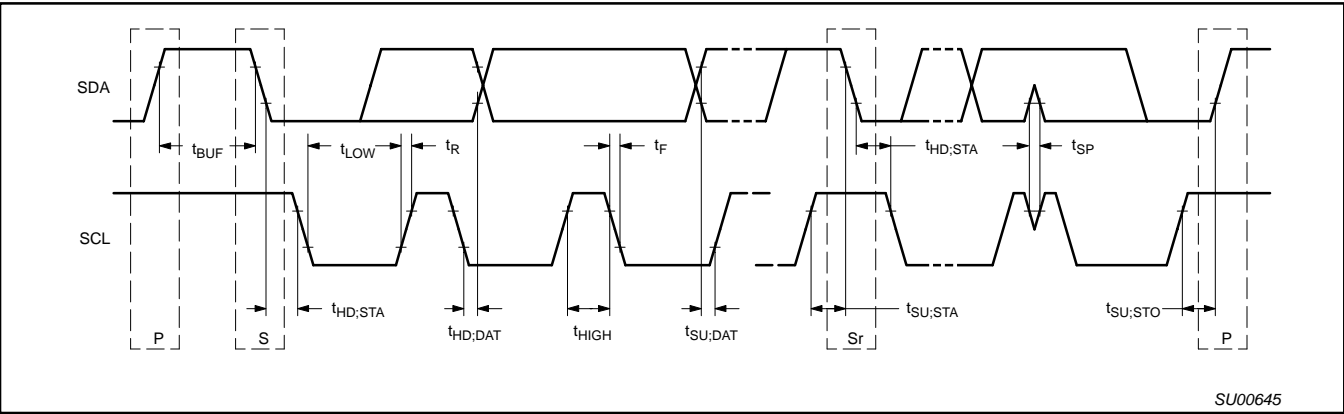 SDA
tBUF
tLOW
tR
tF
tHD;STA
tSP
SCL
tHD;STA
tHD;DAT
tHIGH
tSU;DAT
tSU;STA
tSU;STO
P
S
Sr
P
SU00645